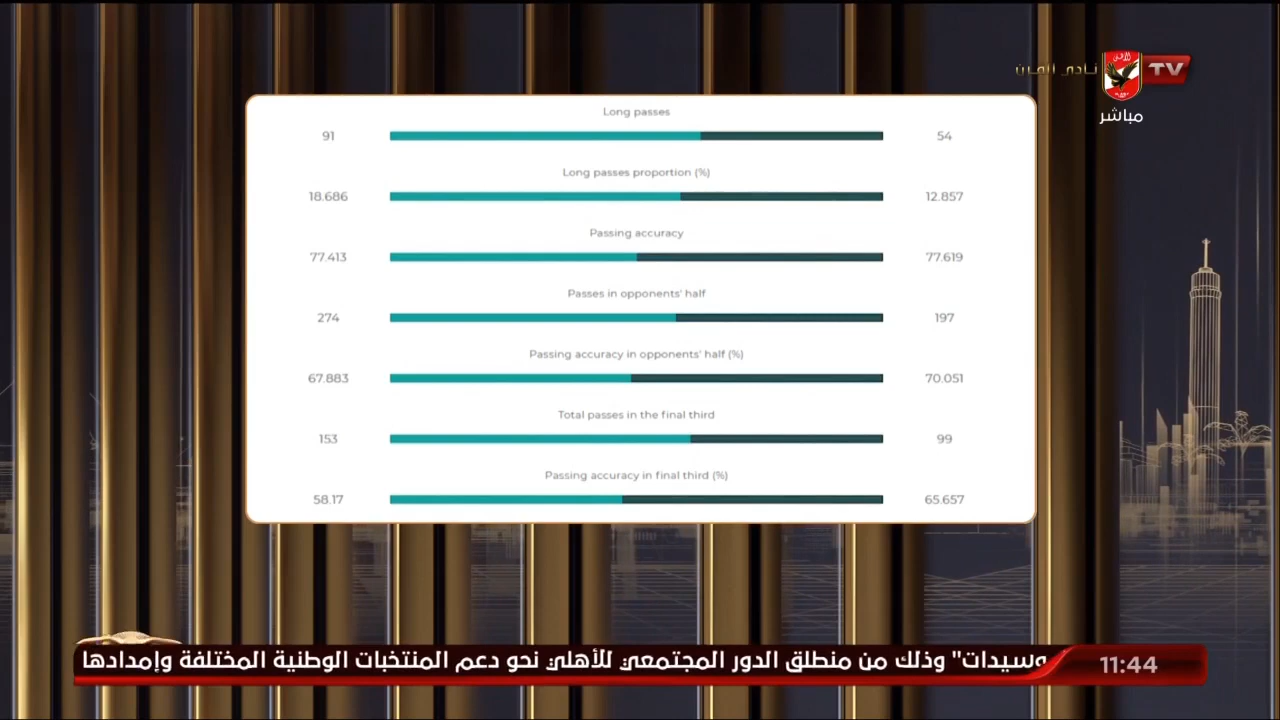 نادي القرن
TV
مباشر
Long passes
91 54
Long passes proportion (%)
18.686 12.857
Passing accuracy
77.413 77.619
Passes in opponents' half
274 197
Passing accuracy in opponents' half (%)
67.883 70.051
Total passes in the final third
153 99
Passing accuracy in final third (%)
58.17 65.657
وسيدات" وذلك من منطلق الدور المجتمعي للأهلي نحو دعم المنتخبات الوطنية المختلفة وإمدادها
11:44